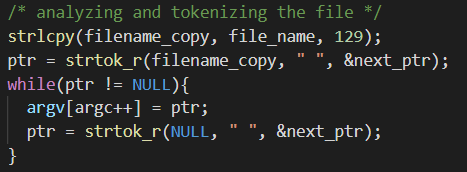 /* analyzing and tokenizing the file */
strlcpy(filename_copy, file_name, 129);
ptr = strtok_r(filename_copy, " ", &next_ptr);
while(ptr != NULL){
  argv[argc++] = ptr;
  ptr = strtok_r(NULL, " ", &next_ptr);
}